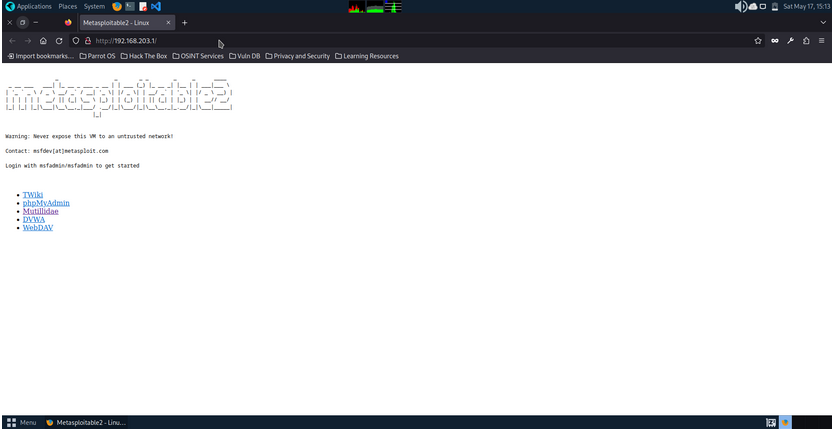 Applications Places System
Sat May 17, 15:13
Metasploitable2 - Linux
http://192.168.203.1/
Import bookmarks... Parrot OS Hack The Box OSINT Services Vuln DB Privacy and Security Learning Resources
metasploitable2
Warning: Never expose this VM to an untrusted network!
Contact: msfdev[at]metasploit.com
Login with msfadmin/msfadmin to get started
TWiki
phpMyAdmin
Mutillidae
DVWA
WebDAV
Menu Metasploitable2 - Linu...